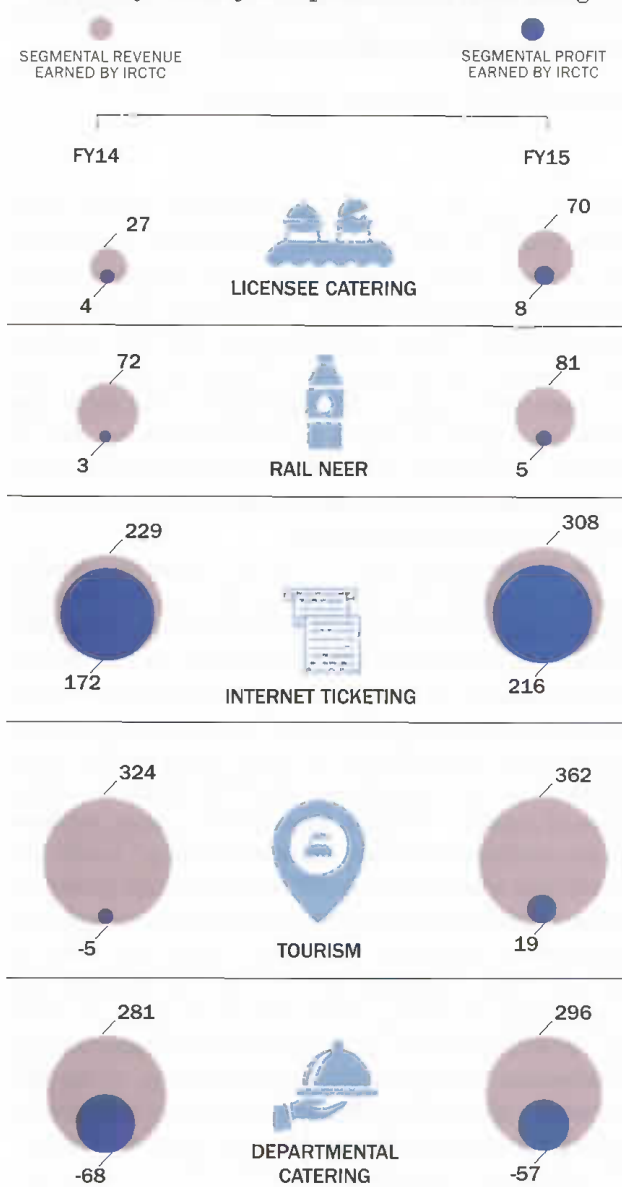 SEGMENTAL REVENUE
EARNED BY IRCTC
SEGMENTAL PROFIT
EARNED BY IRCTC
FY14
FY15
27
70
4
LICENSEE CATERING
8
72
81
3
RAIL NEER
5
229
308
172
INTERNET TICKETING
216
324
362
-5
TOURISM
19
281
296
-68
DEPARTMENTAL
CATERING
-57